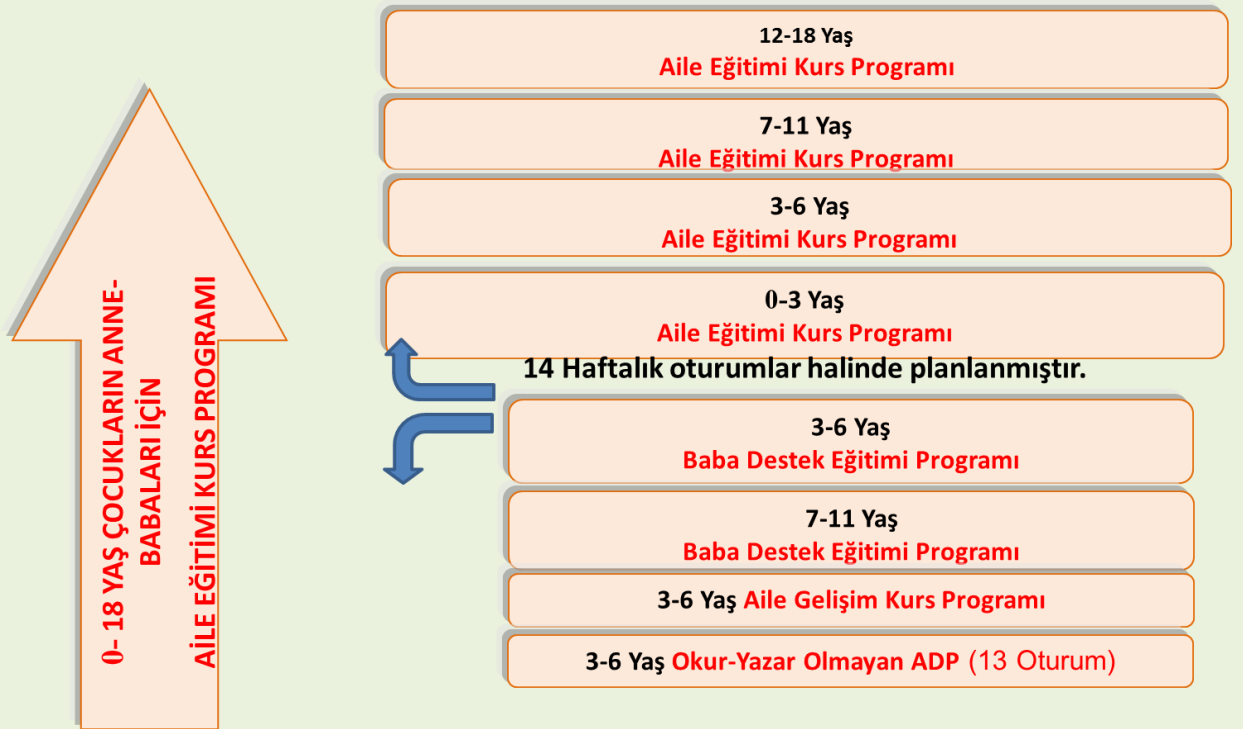 0- 18 YAŞ ÇOCUKLARIN ANNE-
BABALARI İÇİN
AİLE EĞİTİMİ KURS PROGRAMI
12-18 Yaş
Aile Eğitimi Kurs Programı
7-11 Yaş
Aile Eğitimi Kurs Programı
3-6 Yaş
Aile Eğitimi Kurs Programı
0-3 Yaş
Aile Eğitimi Kurs Programı
14 Haftalık oturumlar halinde planlanmıştır.
3-6 Yaş
Baba Destek Eğitimi Programı
7-11 Yaş
Baba Destek Eğitimi Programı
3-6 Yaş Aile Gelişim Kurs Programı
3-6 Yaş Okur-Yazar Olmayan ADP (13 Oturum)